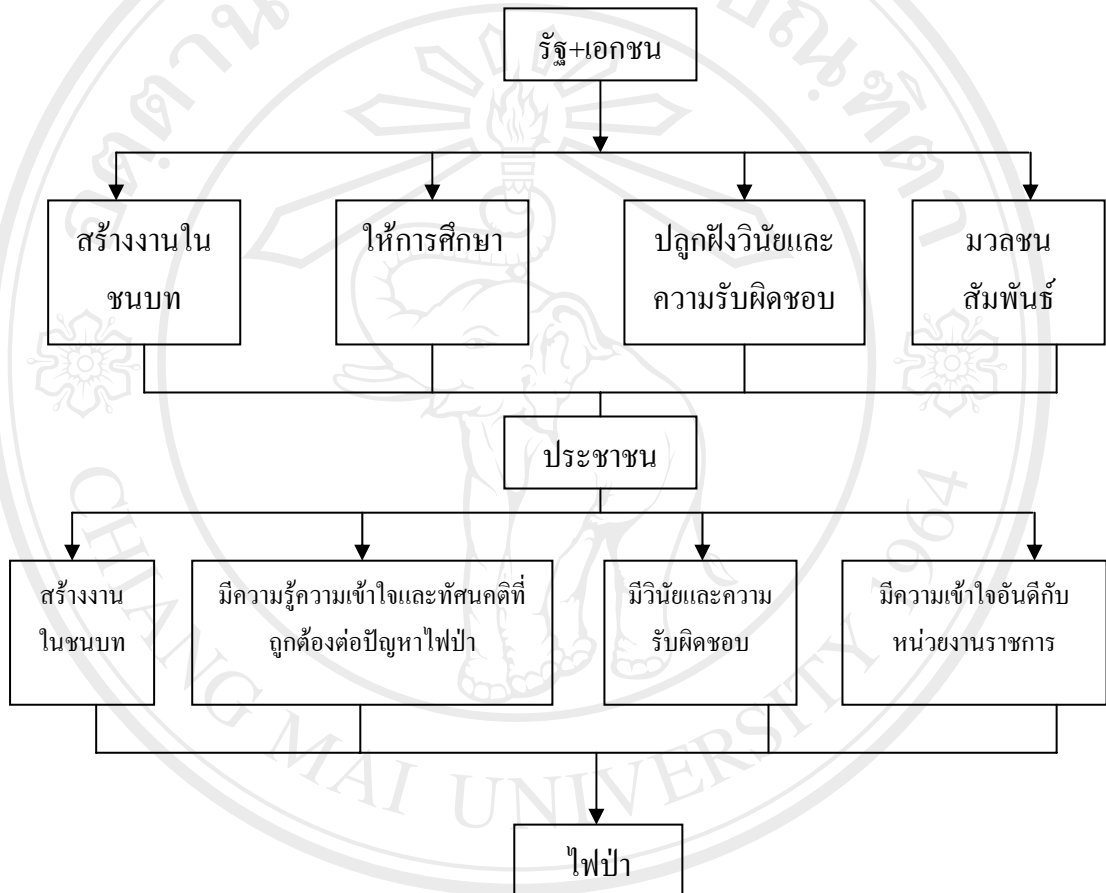 รัฐ+เอกชน
สร้างงานใน
ชนบท
ให้การศึกษา
ปลูกฝังวินัยและ
ความรับผิดชอบ
มวลชน
สัมพันธ์
ประชาชน
สร้างงาน
ในชนบท
มีความรู้ความเข้าใจและทัศนคติที่
ถูกต้องต่อปัญหาไฟป่า
มีวินัยและความ
รับผิดชอบ
มีความเข้าใจอันดีกับ
หน่วยงานราชการ
ไฟป่า
CHIANG MAI UNIVERSITY 1964